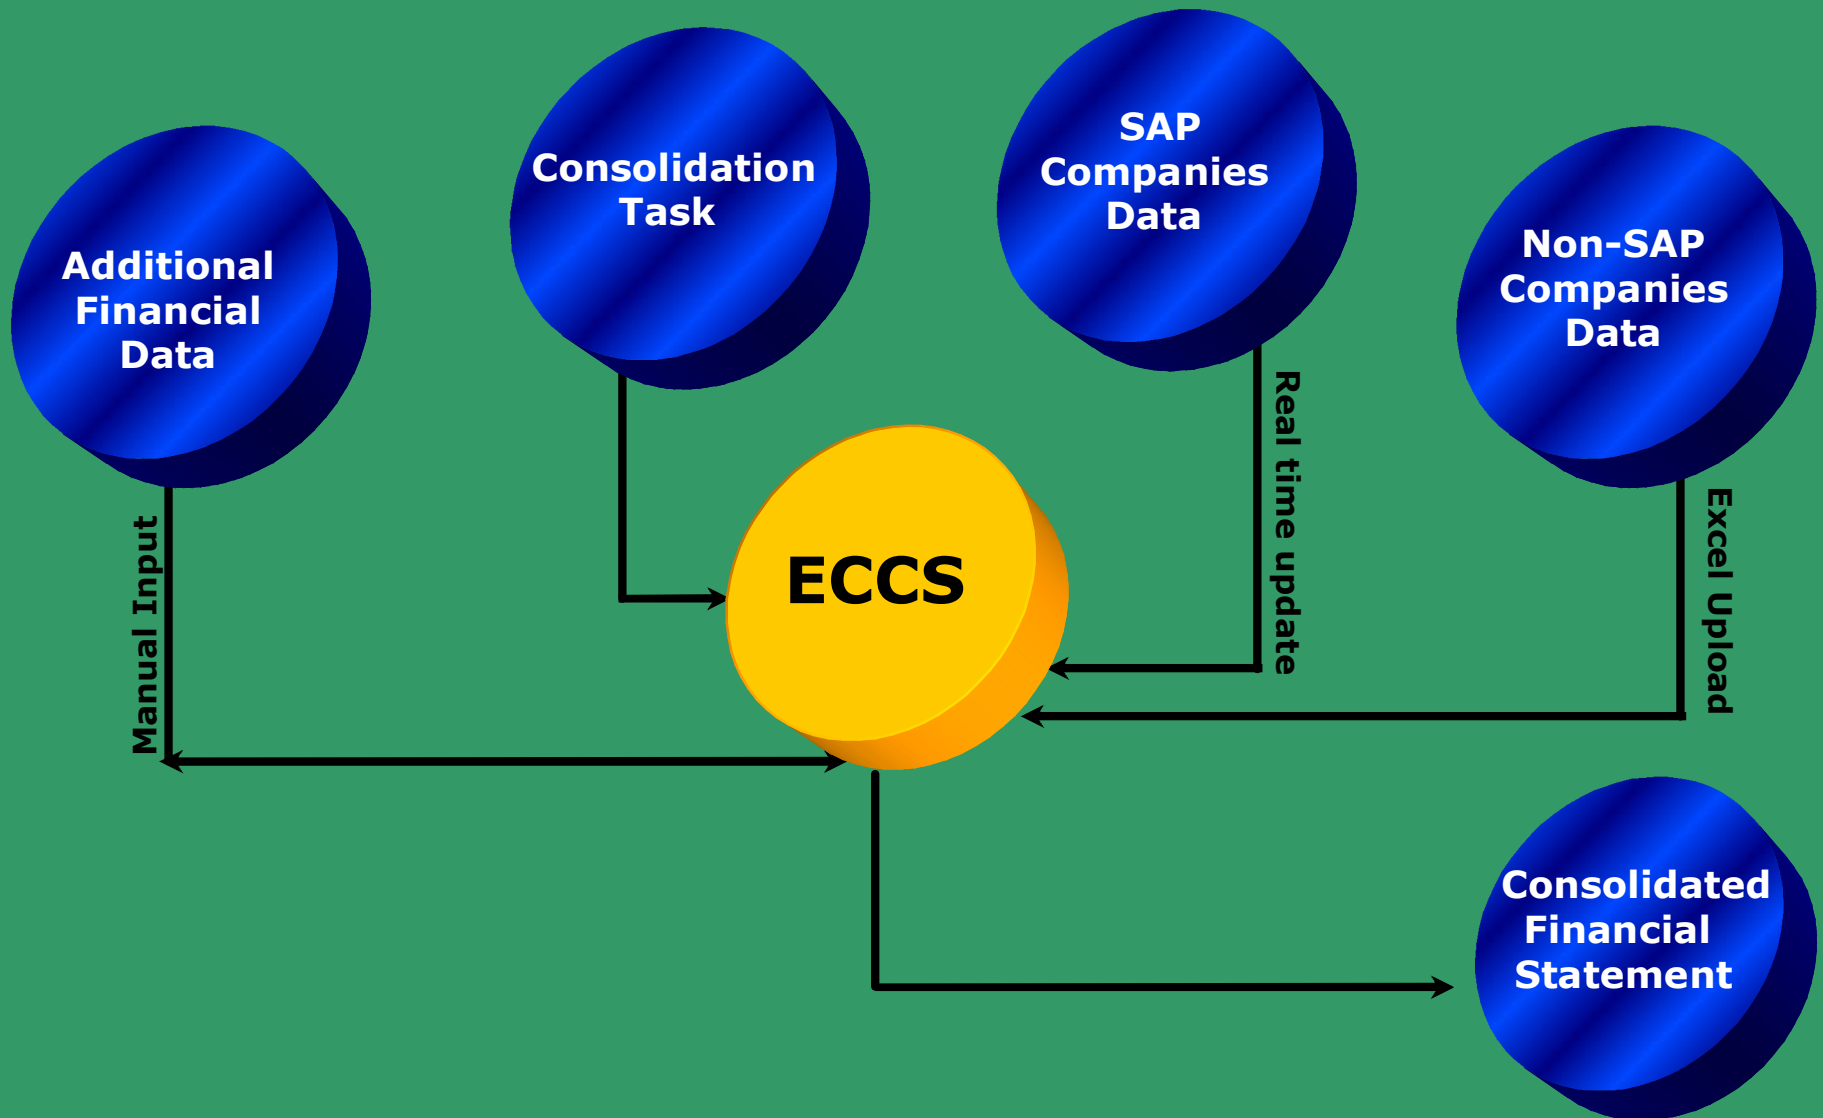 Additional
Financial
Data
Consolidation
Task
SAP
Companies
Data
Non-SAP
Companies
Data
Manual Input
ECCS
Real time update
Excel Upload
Consolidated
Financial
Statement